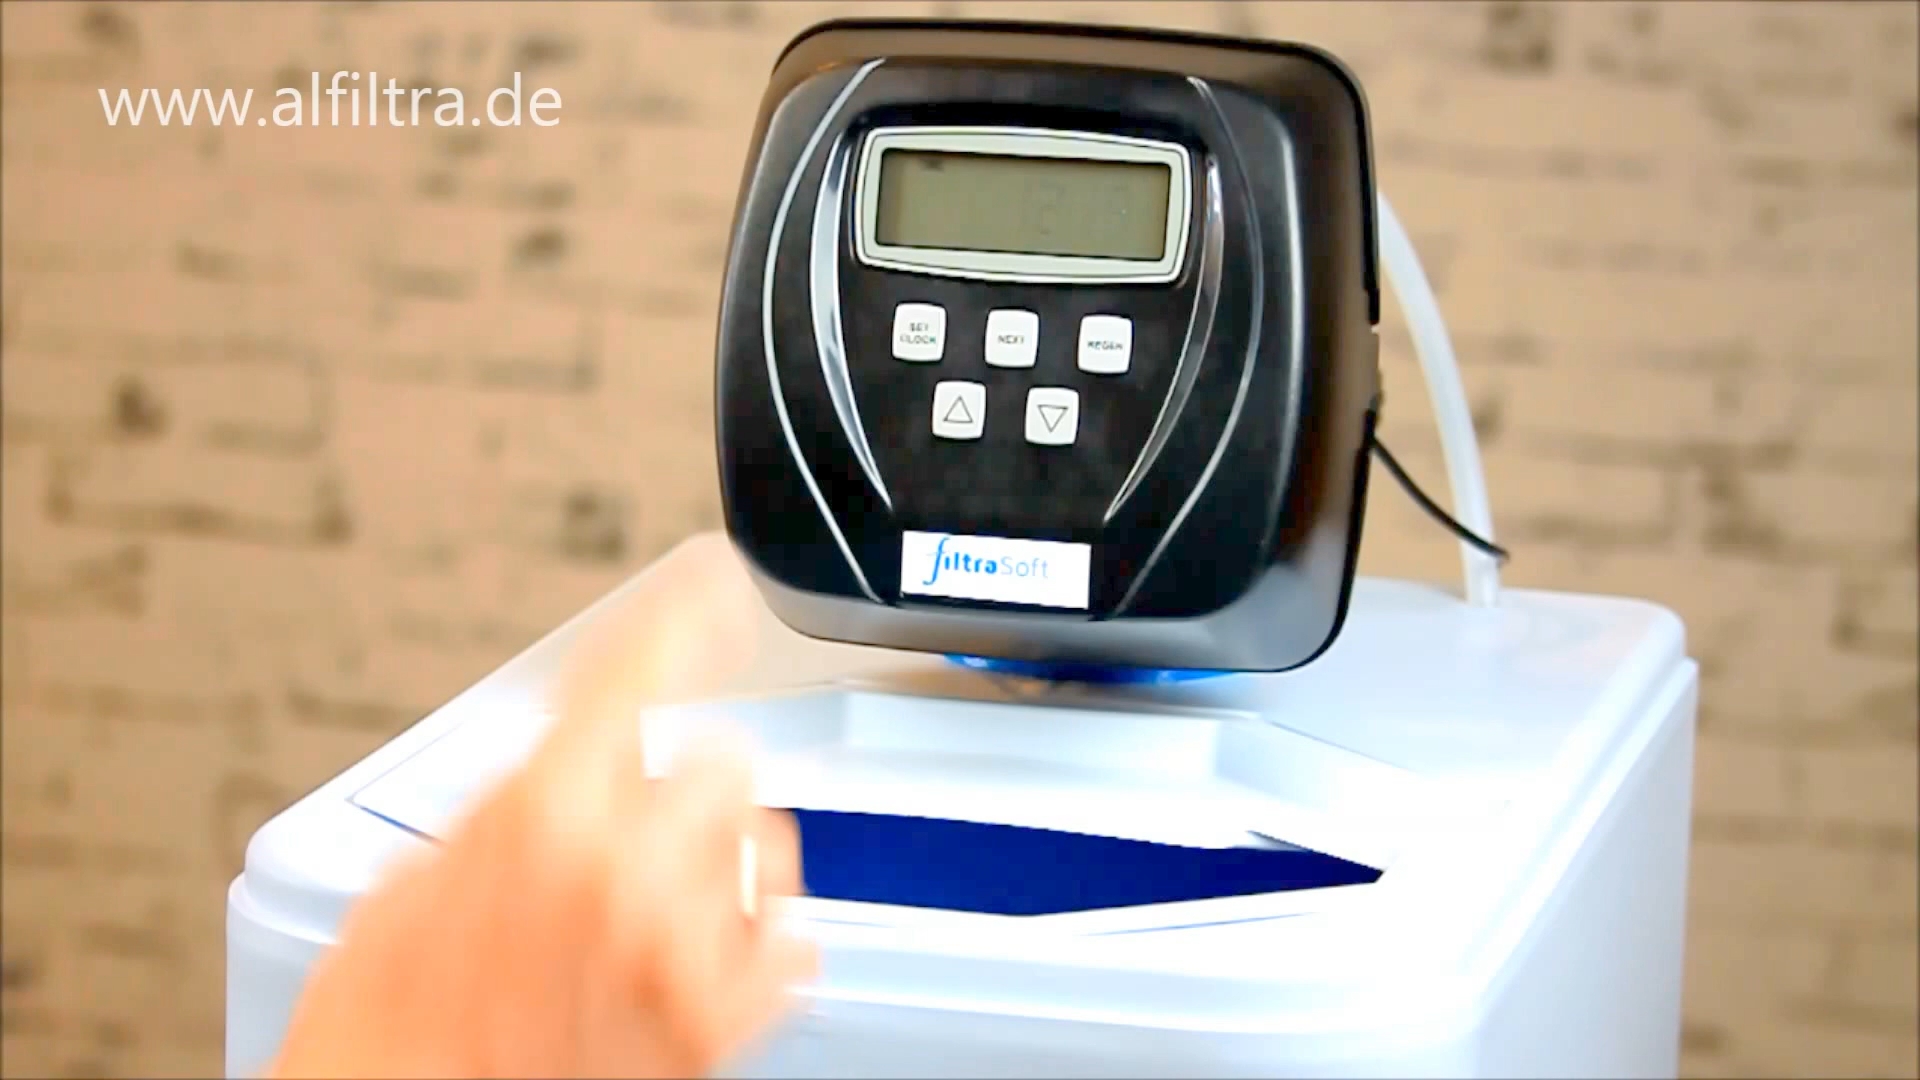 www.alfiltra.de
SET
CLOCK
NEXT
REGEN
filtraSoft